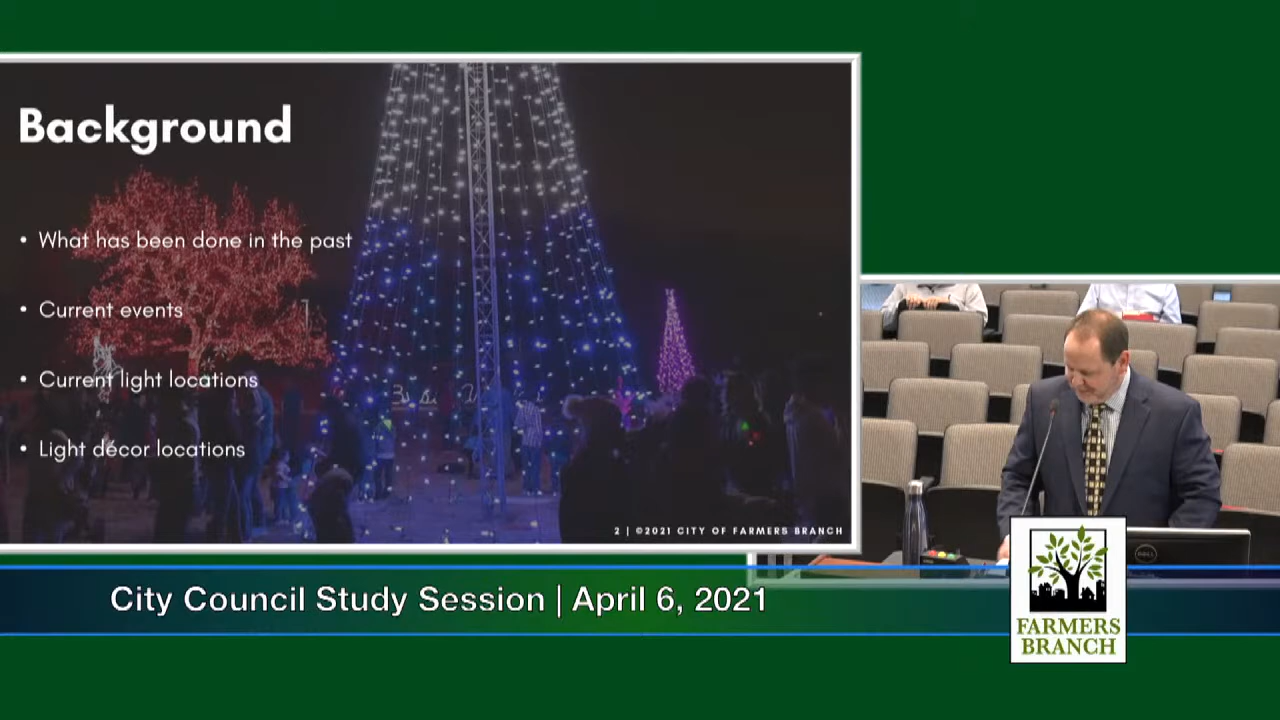 Background
• What has been done in the past
• Current events
• Current light locations
• Light décor locations
2 | ©2021 CITY OF FARMERS BRANCH
DELL
City Council Study Session | April 6, 2021
FARMERS
BRANCH